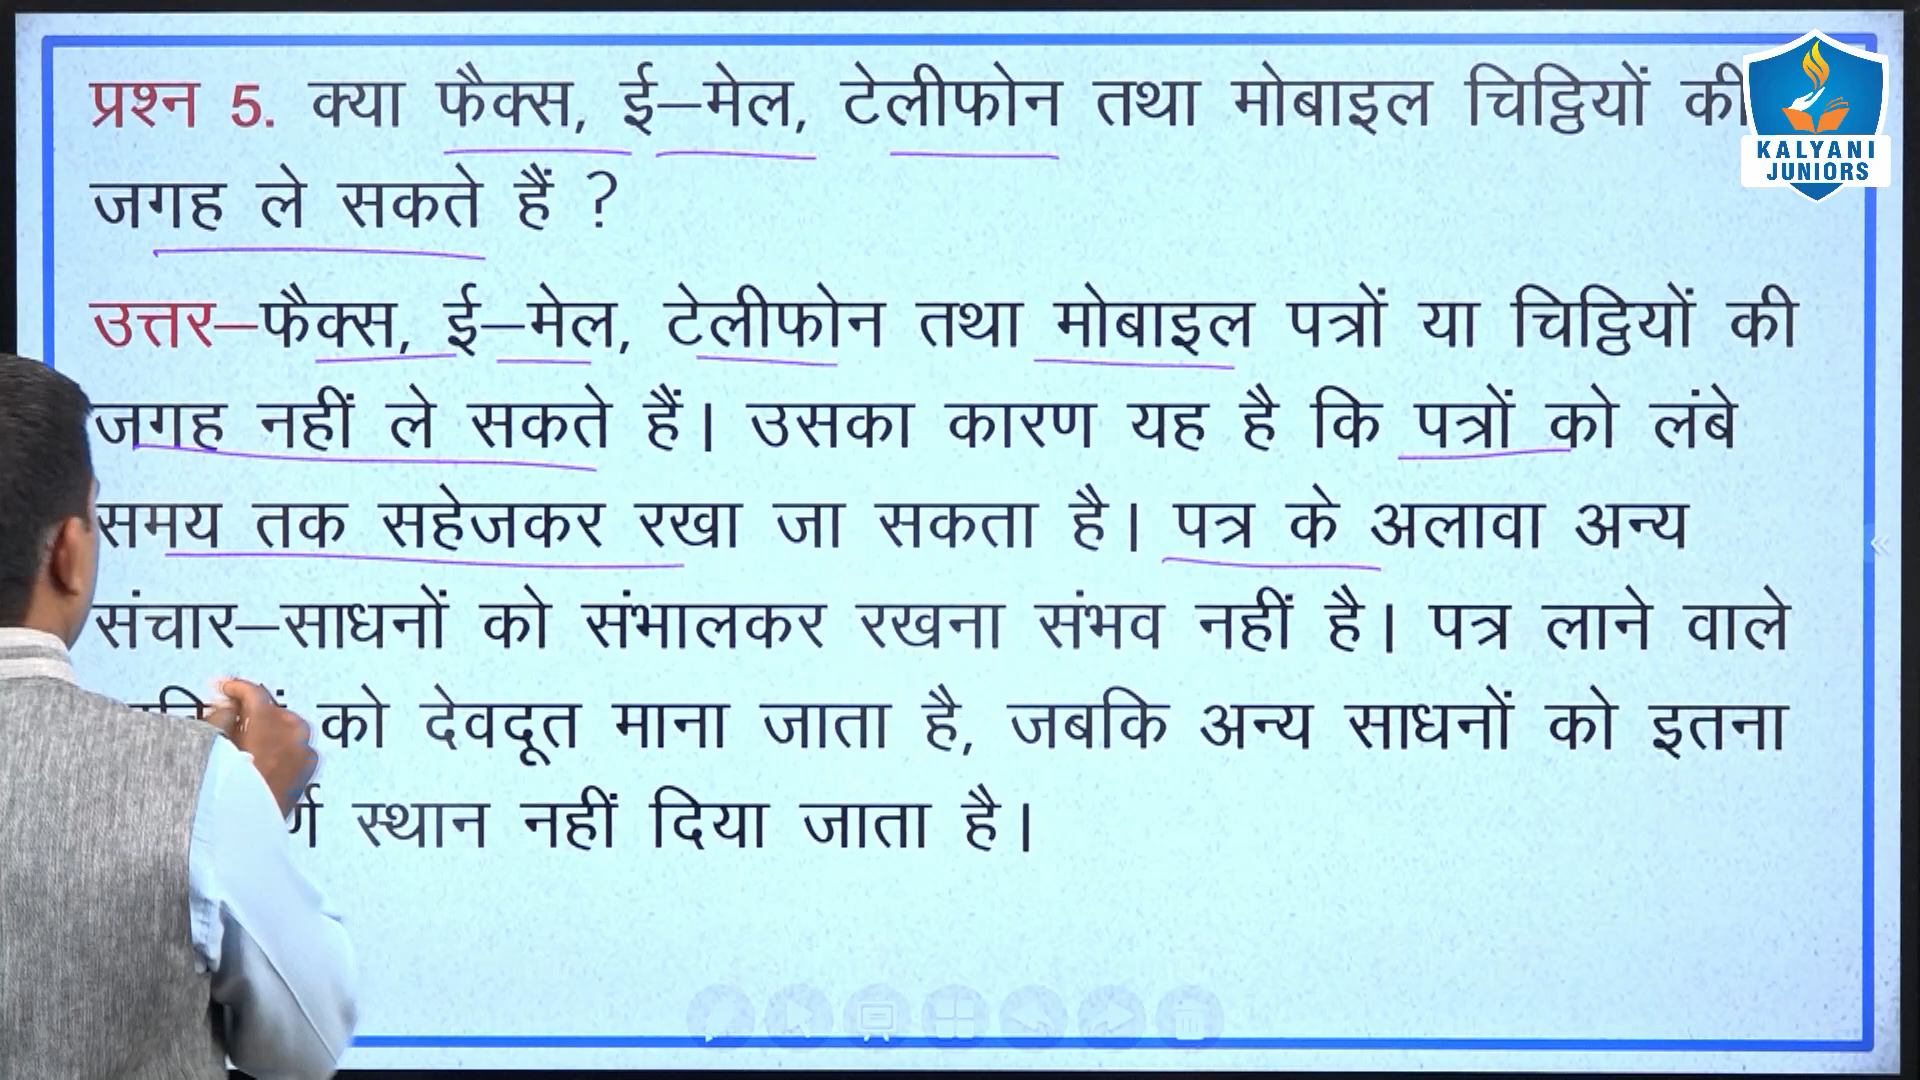 प्रश्न 5. क्या फैक्स, ई–मेल, टेलीफोन तथा मोबाइल चिट्ठियों की
जगह ले सकते हैं ?
उत्तर–फैक्स, ई–मेल, टेलीफोन तथा मोबाइल पत्रों या चिट्ठियों की
जगह नहीं ले सकते हैं। उसका कारण यह है कि पत्रों को लंबे
समय तक सहेजकर रखा जा सकता है। पत्र के अलावा अन्य
संचार–साधनों को संभालकर रखना संभव नहीं है। पत्र लाने वाले
को देवदूत माना जाता है, जबकि अन्य साधनों को इतना
स्थान नहीं दिया जाता है।
KALYANI
JUNIORS